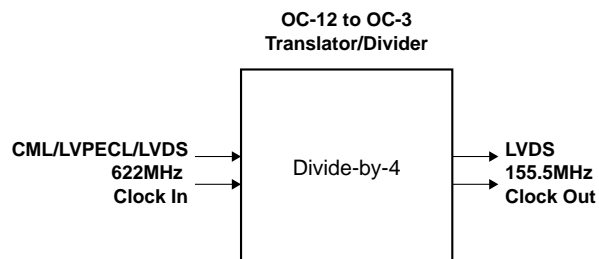 OC-12 to OC-3
Translator/Divider
CML/LVPECL/LVDS
622MHz
Clock In
Divide-by-4
LVDS
155.5MHz
Clock Out